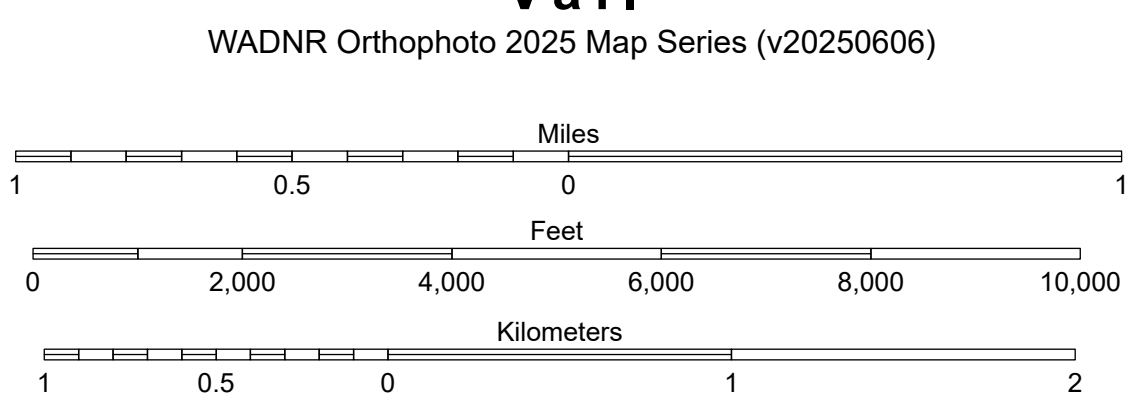 WADNR Orthophoto 2025 Map Series (v20250606)
Miles
1 0.5 0 1
Feet
0 2,000 4,000 6,000 8,000 10,000
Kilometers
1 0.5 0 1 2